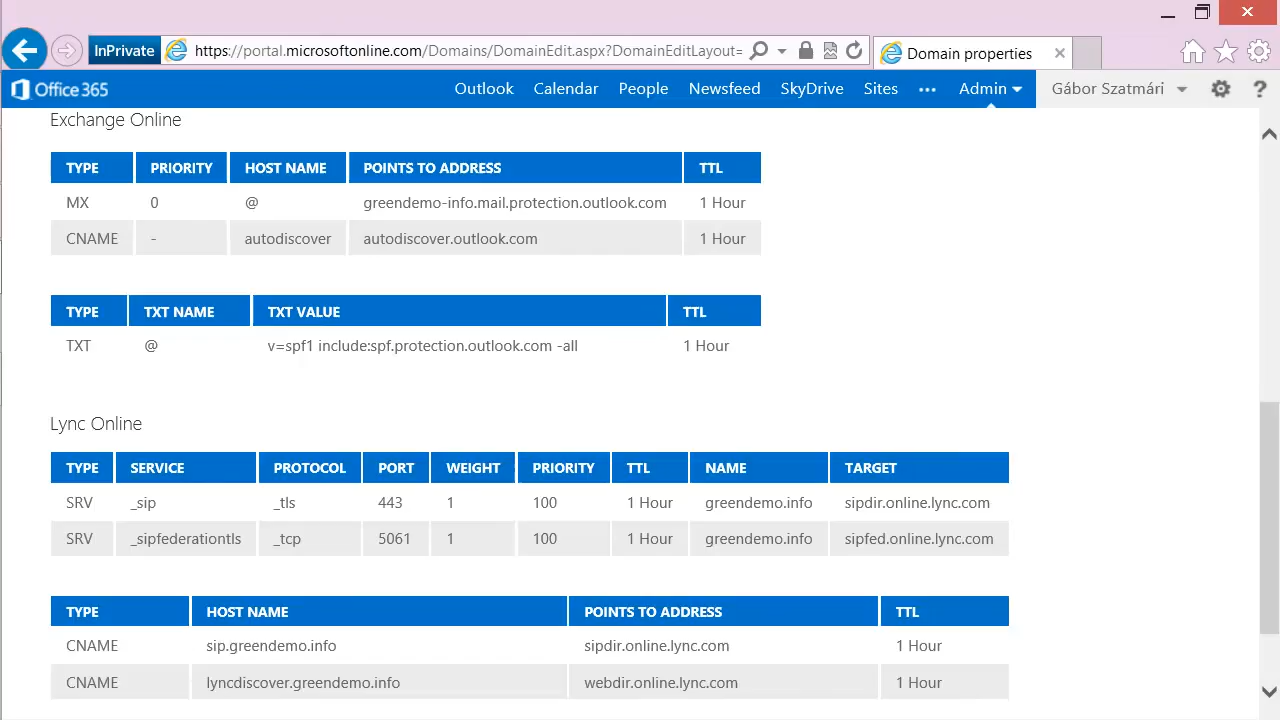 InPrivate https://portal.microsoftonline.com/Domains/DomainEdit.aspx?DomainEditLayout= Domain properties
Office 365 Outlook Calendar People Newsfeed SkyDrive Sites ••• Admin Gábor Szatmári ?
Exchange Online
TYPE PRIORITY HOST NAME POINTS TO ADDRESS TTL
MX 0 @ greendemo-info.mail.protection.outlook.com 1 Hour
CNAME - autodiscover autodiscover.outlook.com 1 Hour
TYPE TXT NAME TXT VALUE TTL
TXT @ v=spf1 include:spf.protection.outlook.com -all 1 Hour
Lync Online
TYPE SERVICE PROTOCOL PORT WEIGHT PRIORITY TTL NAME TARGET
SRV _sip _tls 443 1 100 1 Hour greendemo.info sipdir.online.lync.com
SRV _sipfederationtls _tcp 5061 1 100 1 Hour greendemo.info sipfed.online.lync.com
TYPE HOST NAME POINTS TO ADDRESS TTL
CNAME sip.greendemo.info sipdir.online.lync.com 1 Hour
CNAME lyncdiscover.greendemo.info webdir.online.lync.com 1 Hour